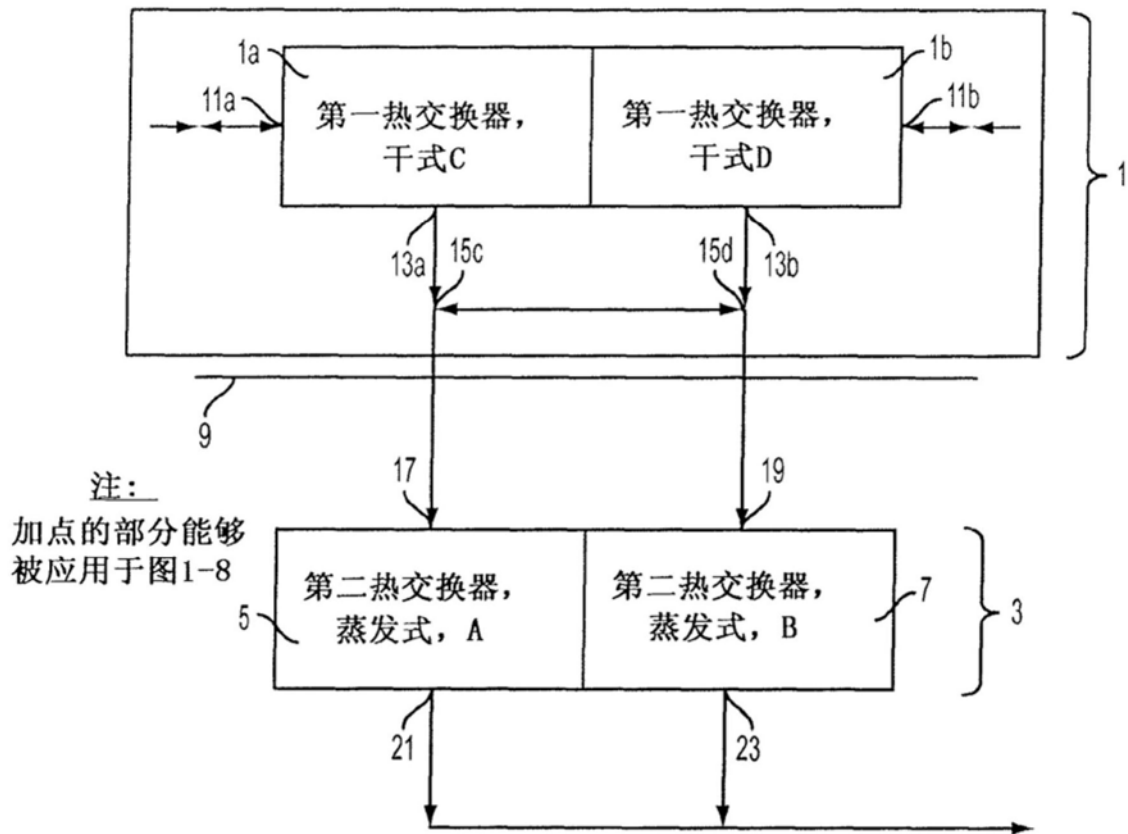 1a
1b
11a
11b
第一热交换器，
干式C
第一热交换器，
干式D
1
13a
15c
15d
13b
9
17
19
注：
加点的部分能够
被应用于图1-8
5
第二热交换器，
蒸发式，A
第二热交换器，
蒸发式，B
7
3
21
23